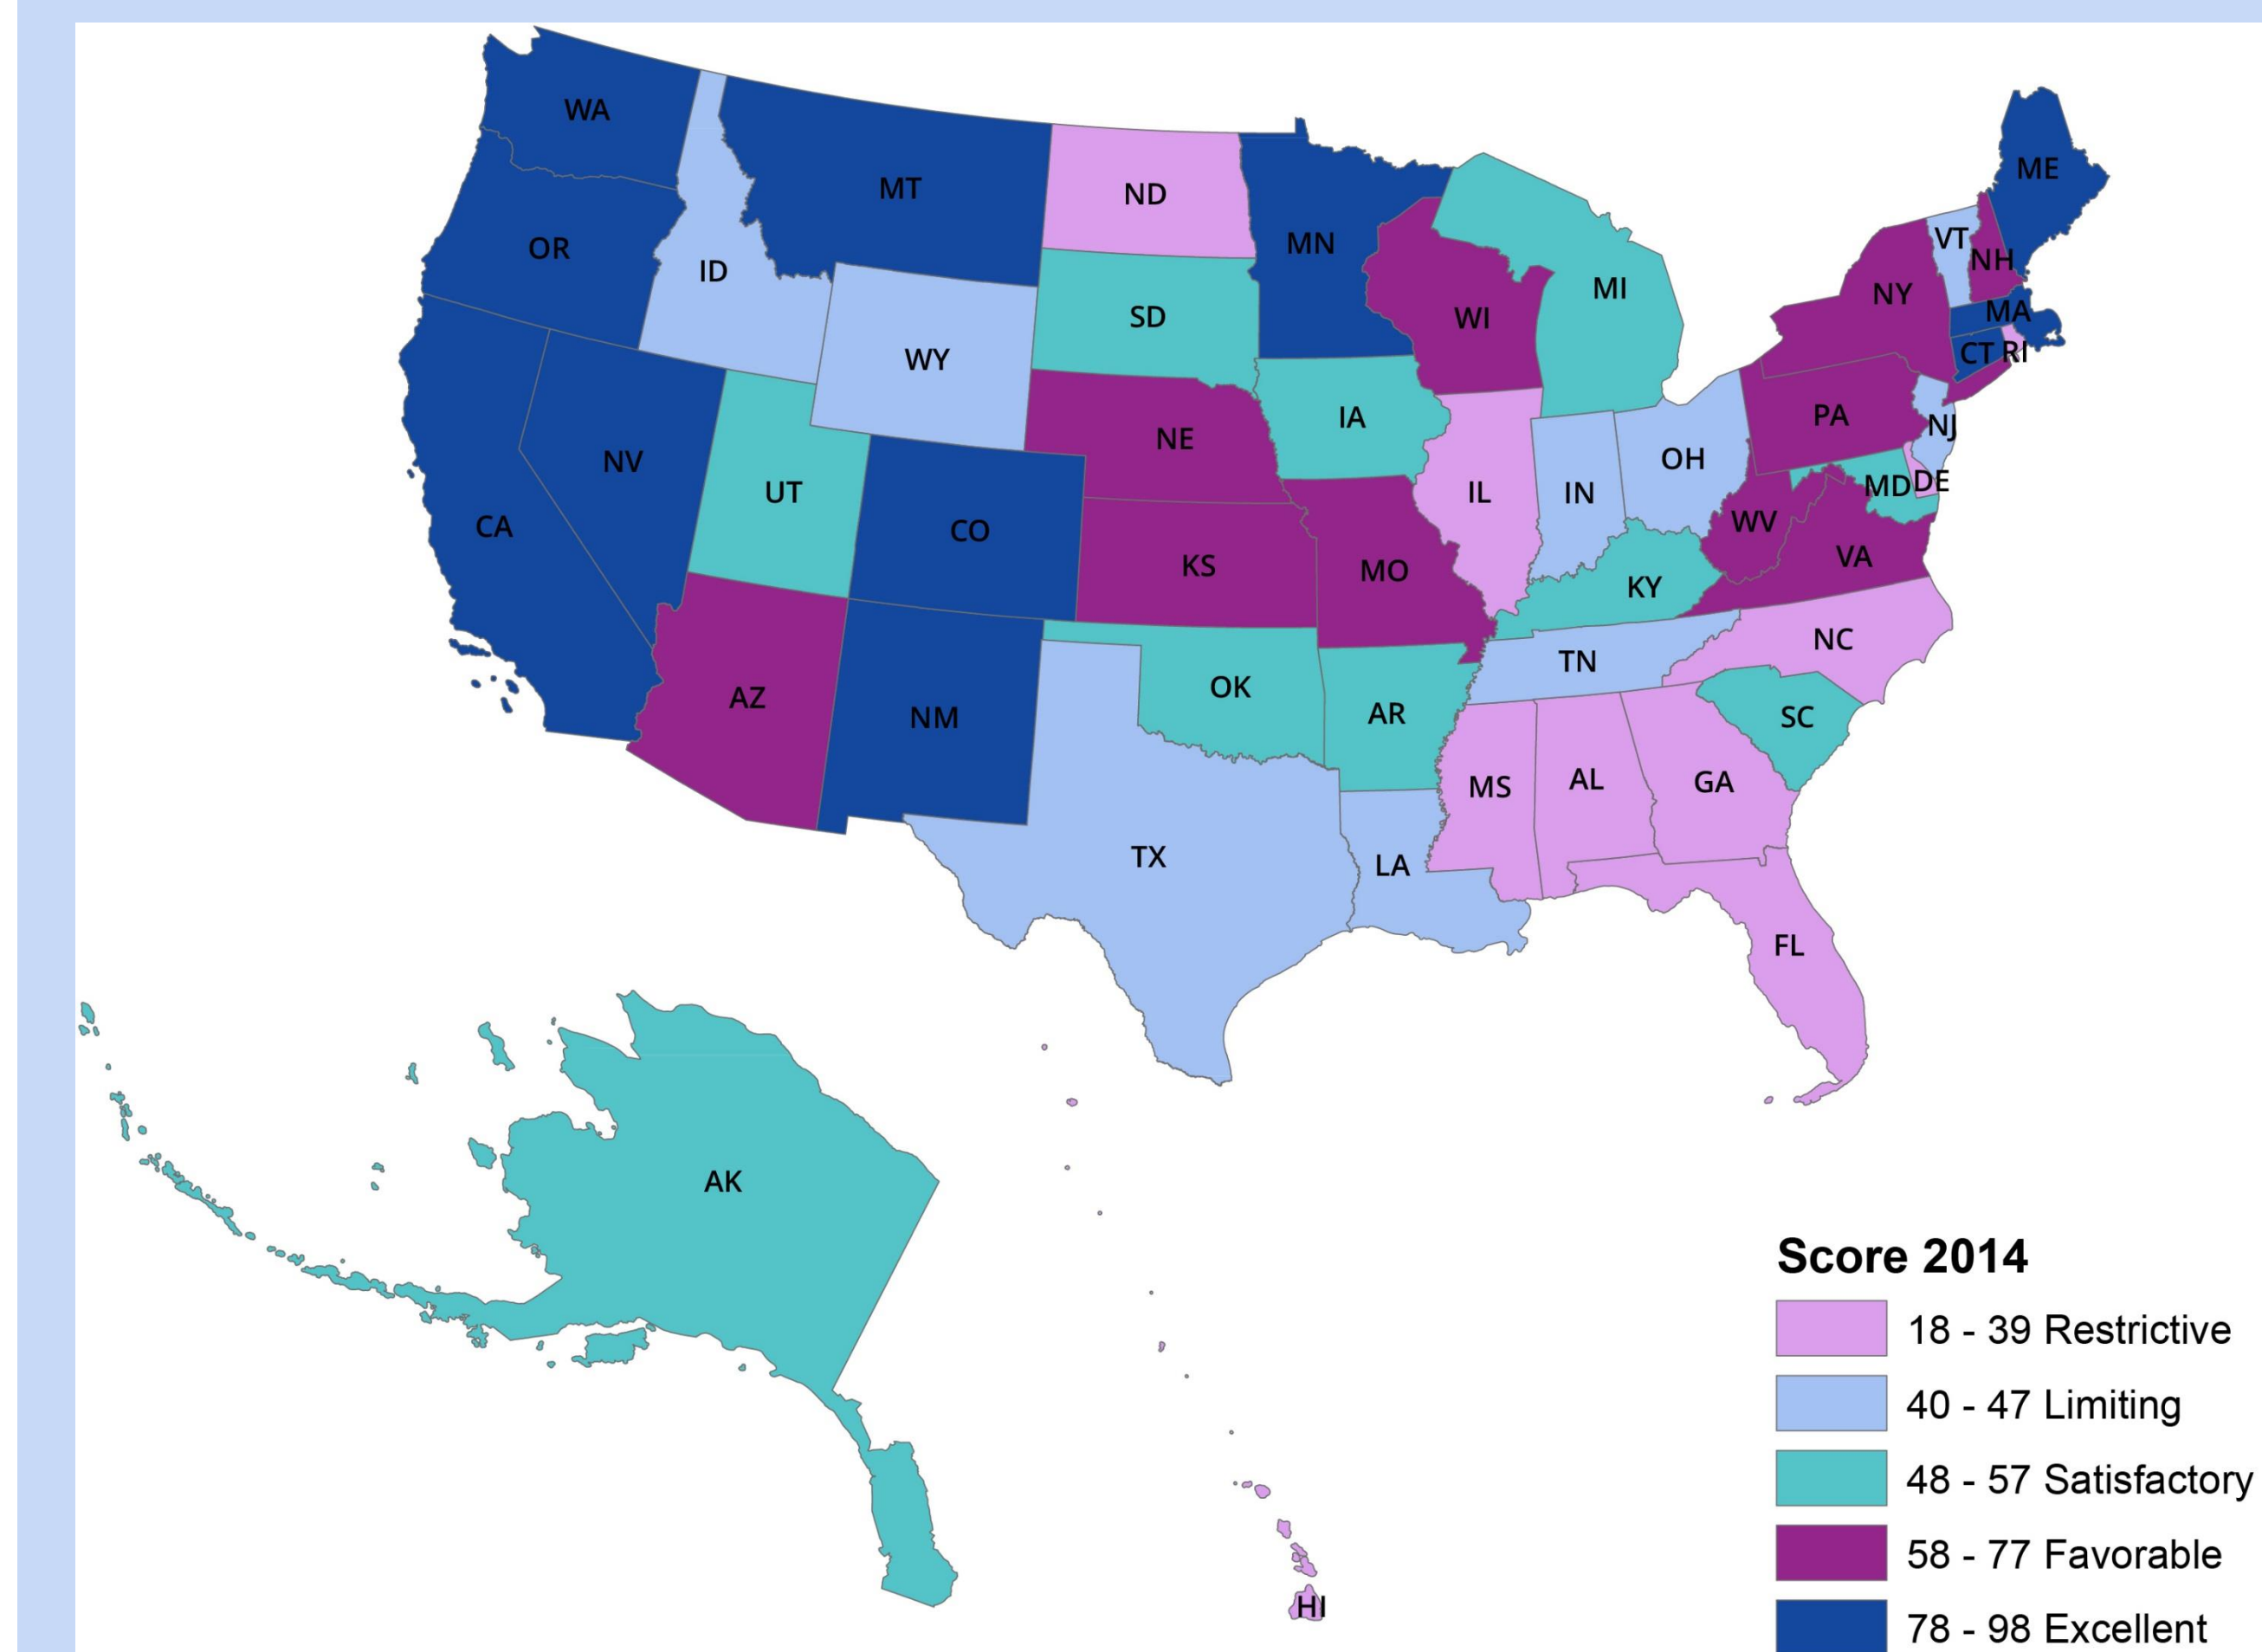 WA
MT
ND
MN
OR
ID
SD
WY
WI
MI
ME
VT
NH
NY
MA
CT RI
NV
UT
NE
IA
PA
NJ
CA
CO
IL
IN
OH
MD DE
WV
VA
KS
MO
KY
NC
AZ
NM
OK
AR
TN
SC
TX
LA
MS
AL
GA
FL
AK
HI
Score 2014
18 - 39 Restrictive
40 - 47 Limiting
48 - 57 Satisfactory
58 - 77 Favorable
78 - 98 Excellent